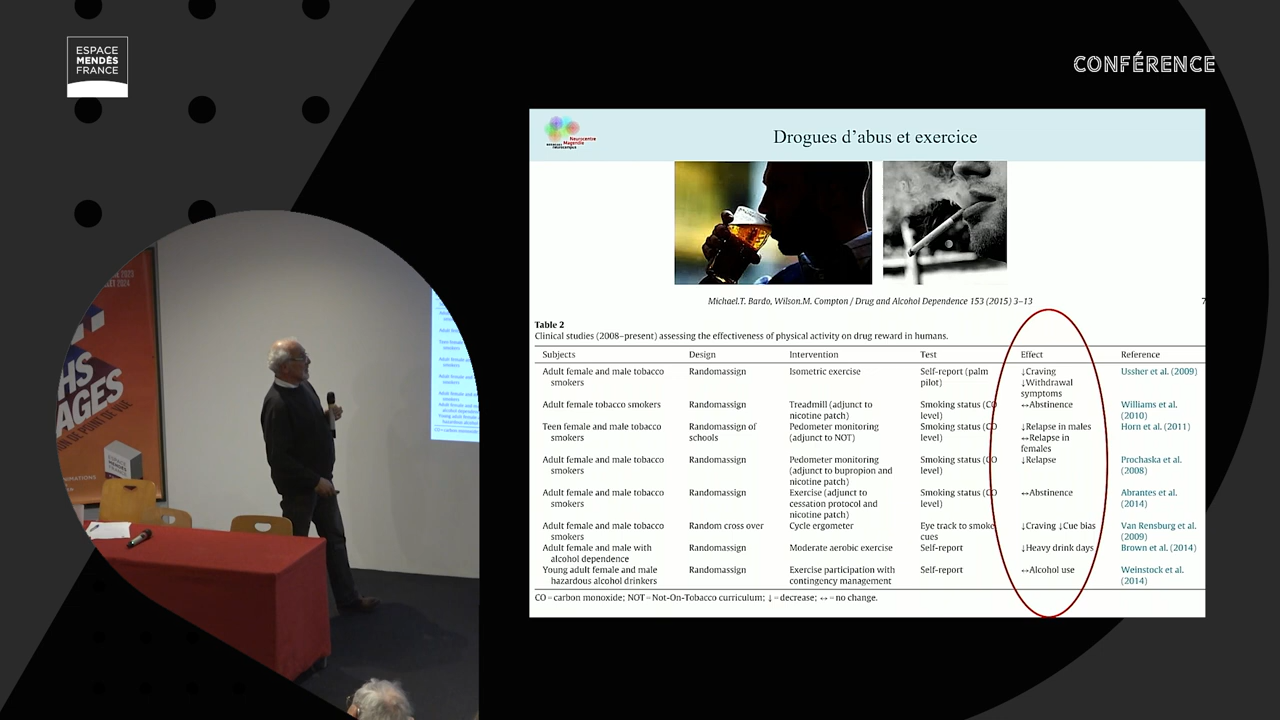 ESPACE
MENDÈS
FRANCE
CONFÉRENCE
Neurocentre
Magendie
Drogues d’abus et exercice
Michael.T. Bardo, Wilson.M. Compton / Drug and Alcohol Dependence 153 (2015) 3–13
7
Table 2
Clinical studies (2008–present) assessing the effectiveness of physical activity on drug reward in humans.
Subjects Design Intervention Test Effect Reference
Adult female and male tobacco smokers Randomassign Isometric exercise Self-report (palm pilot) ↓Craving ↓Withdrawal symptoms Ussher et al. (2009)
Adult female tobacco smokers Randomassign Treadmill (adjunct to nicotine patch) Smoking status (CO level) ↔Abstinence Williams et al. (2010)
Teen female and male tobacco smokers Randomassign of schools Pedometer monitoring (adjunct to NOT) Smoking status (CO level) ↓Relapse in males ↔Relapse in females Horn et al. (2011)
Adult female and male tobacco smokers Randomassign Pedometer monitoring (adjunct to bupropion and nicotine patch) Smoking status (CO level) ↓Relapse Prochaska et al. (2008)
Adult female and male tobacco smokers Randomassign Exercise (adjunct to cessation protocol and nicotine patch) Smoking status (CO level) ↔Abstinence Abrantes et al. (2014)
Adult female and male tobacco smokers Random cross over Cycle ergometer Eye track to smoke cues ↓Craving ↓Cue bias Van Rensburg et al. (2009)
Adult female and male with alcohol dependence Randomassign Moderate aerobic exercise Self-report ↓Heavy drink days Brown et al. (2014)
Young adult female and male hazardous alcohol drinkers Randomassign Exercise participation with contingency management Self-report ↔Alcohol use Weinstock et al. (2014)
CO = carbon monoxide; NOT = Not-On-Tobacco curriculum; ↓ = decrease; ↔ = no change.
HS
AGES